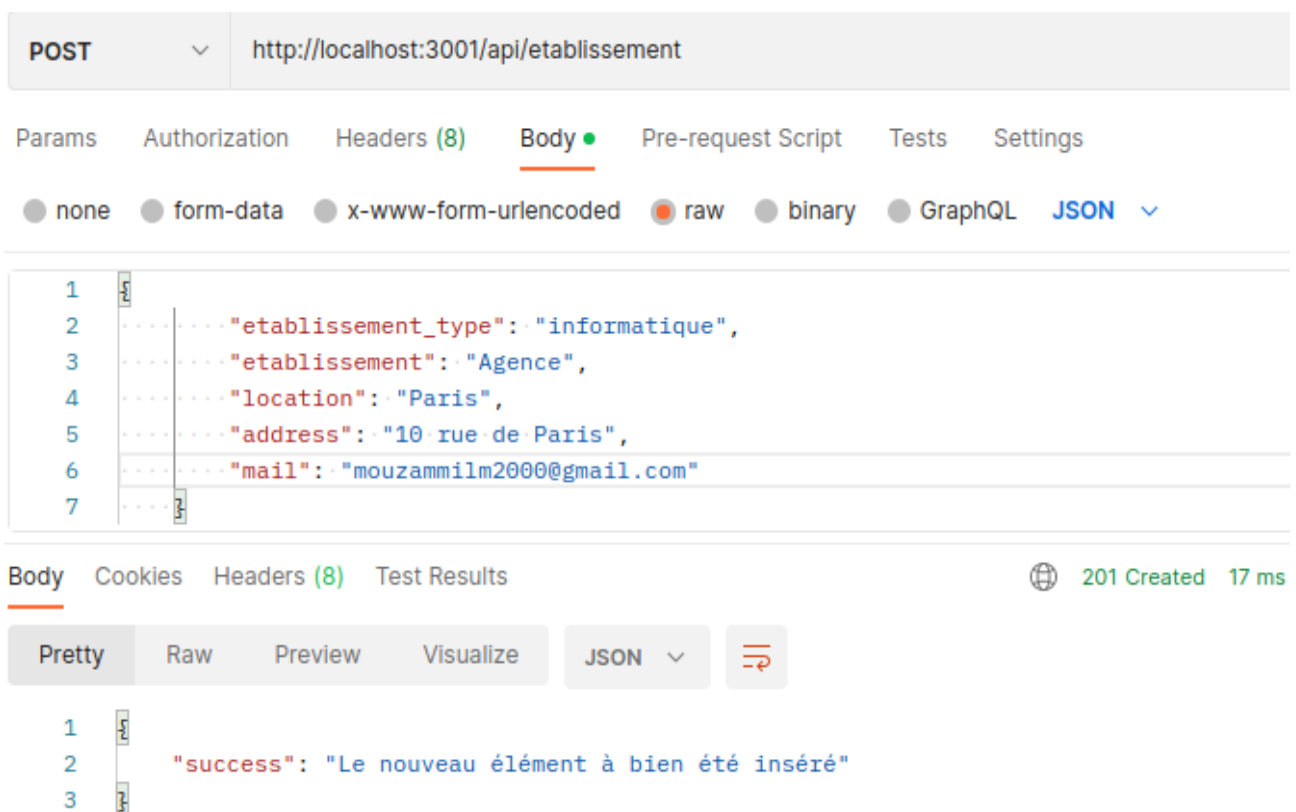 POST http://localhost:3001/api/etablissement
Params Authorization Headers (8) Body Pre-request Script Tests Settings
none form-data x-www-form-urlencoded raw binary GraphQL JSON
1 {
2 "etablissement_type": "informatique",
3 "etablissement": "Agence",
4 "location": "Paris",
5 "address": "10 rue de Paris",
6 "mail": "mouzammilm2000@gmail.com"
7 }
Body Cookies Headers (8) Test Results 201 Created 17 ms
Pretty Raw Preview Visualize JSON
1 {
2 "success": "Le nouveau élément à bien été inséré"
3 }